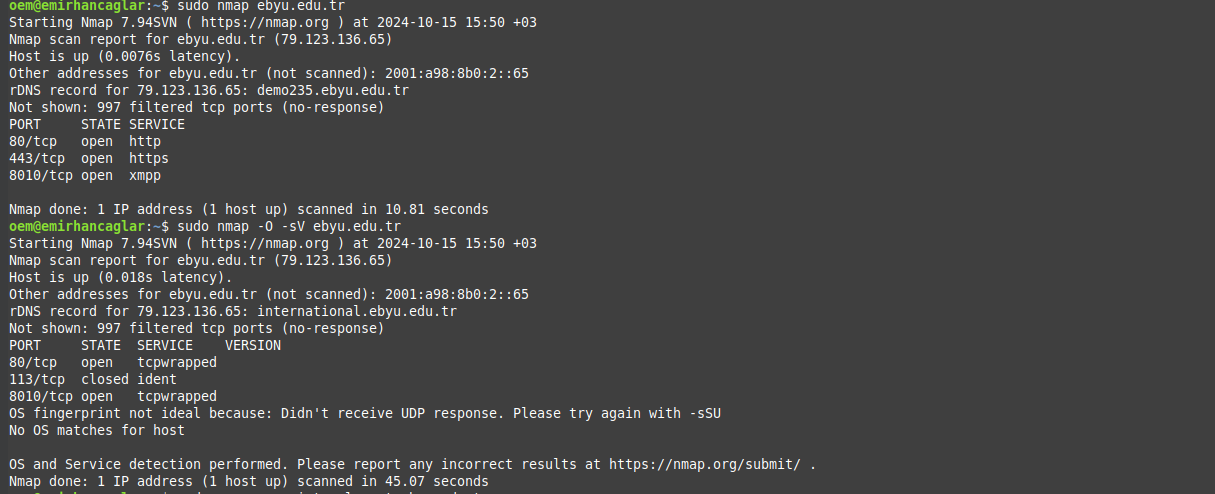 oem@emirhancaglar:~$ sudo nmap ebyu.edu.tr
Starting Nmap 7.94SVN ( https://nmap.org ) at 2024-10-15 15:50 +03
Nmap scan report for ebyu.edu.tr (79.123.136.65)
Host is up (0.0076s latency).
Other addresses for ebyu.edu.tr (not scanned): 2001:a98:8b0:2::65
rDNS record for 79.123.136.65: demo235.ebyu.edu.tr
Not shown: 997 filtered tcp ports (no-response)
PORT     STATE SERVICE
80/tcp   open  http
443/tcp  open  https
8010/tcp open  xmpp

Nmap done: 1 IP address (1 host up) scanned in 10.81 seconds
oem@emirhancaglar:~$ sudo nmap -O -sV ebyu.edu.tr
Starting Nmap 7.94SVN ( https://nmap.org ) at 2024-10-15 15:50 +03
Nmap scan report for ebyu.edu.tr (79.123.136.65)
Host is up (0.018s latency).
Other addresses for ebyu.edu.tr (not scanned): 2001:a98:8b0:2::65
rDNS record for 79.123.136.65: international.ebyu.edu.tr
Not shown: 997 filtered tcp ports (no-response)
PORT     STATE  SERVICE    VERSION
80/tcp   open   tcpwrapped
113/tcp  closed ident
8010/tcp open   tcpwrapped
OS fingerprint not ideal because: Didn't receive UDP response. Please try again with -sSU
No OS matches for host

OS and Service detection performed. Please report any incorrect results at https://nmap.org/submit/ .
Nmap done: 1 IP address (1 host up) scanned in 45.07 seconds